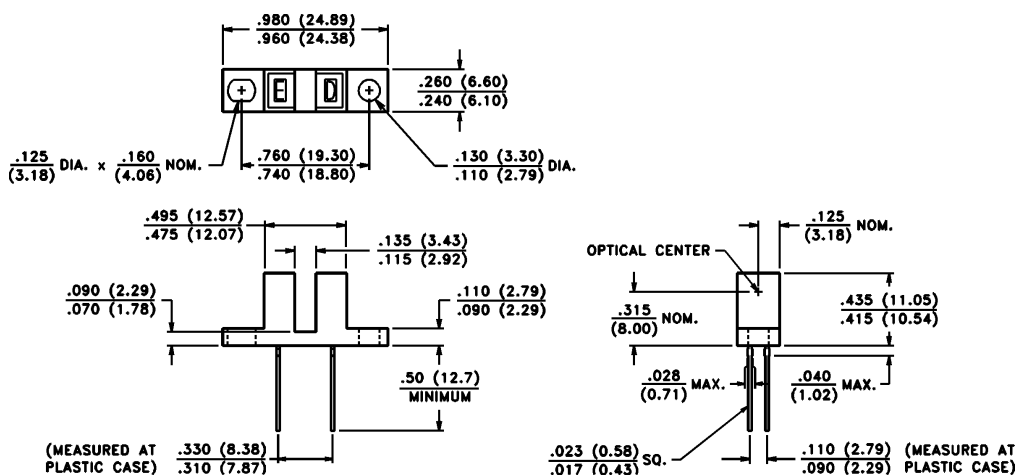 .980 (24.89)
.960 (24.38)
E D
.260 (6.60)
.240 (6.10)
.125
(3.18) DIA. x .160
(4.06) NOM.
.760 (19.30)
.740 (18.80)
.130 (3.30)
.110 (2.79) DIA.
.495 (12.57)
.475 (12.07)
.135 (3.43)
.115 (2.92)
.090 (2.29)
.070 (1.78)
.110 (2.79)
.090 (2.29)
.50 (12.7)
MINIMUM
(MEASURED AT
PLASTIC CASE)
.330 (8.38)
.310 (7.87)
.125
(3.18) NOM.
OPTICAL CENTER
.315
(8.00) NOM.
.435 (11.05)
.415 (10.54)
.028
(0.71) MAX.
.040
(1.02) MAX.
.023 (0.58)
.017 (0.43) SQ.
.110 (2.79)
.090 (2.29)
(MEASURED AT
PLASTIC CASE)